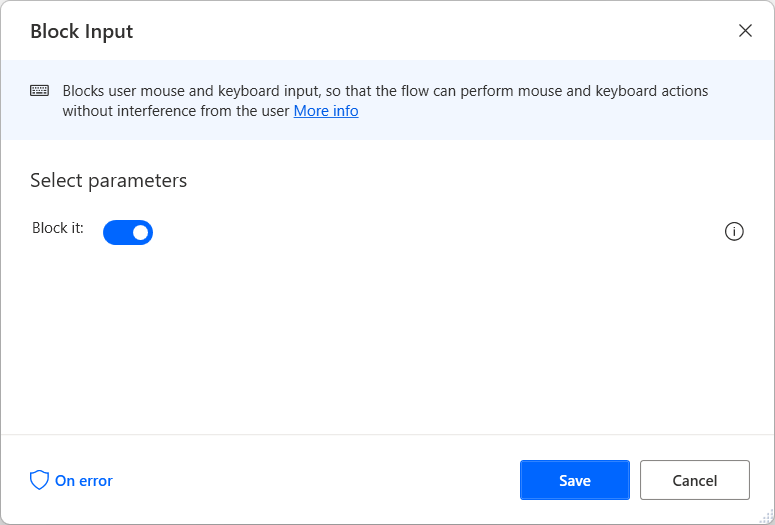 Block Input
Blocks user mouse and keyboard input, so that the flow can perform mouse and keyboard actions
without interference from the user More info
Select parameters
Block it:
On error
Save
Cancel